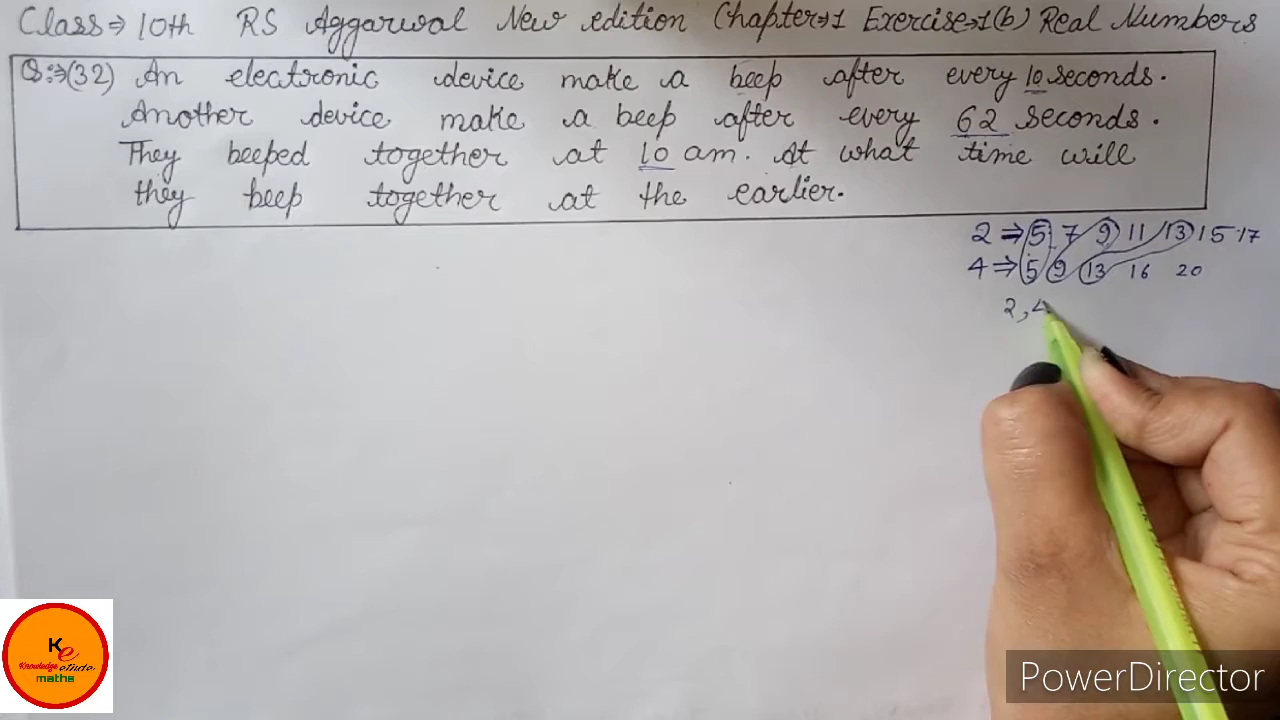 Class⇒ 10th RS Aggarwal New edition Chapter⇒1 Exercise⇒1(b) Real Numbers
Q:⇒(32) An electronic device make a beep after every 10 seconds.
Another device make a beep after every 62 seconds.
They beeped together at 10 am. At what time will
they beep together at the earlier.
2 ⇒ 5 7 9 11 13 15 17
4 ⇒ 5 9 13 16 20
2, 4
Ke
Knowledge etude
maths
PowerDirector